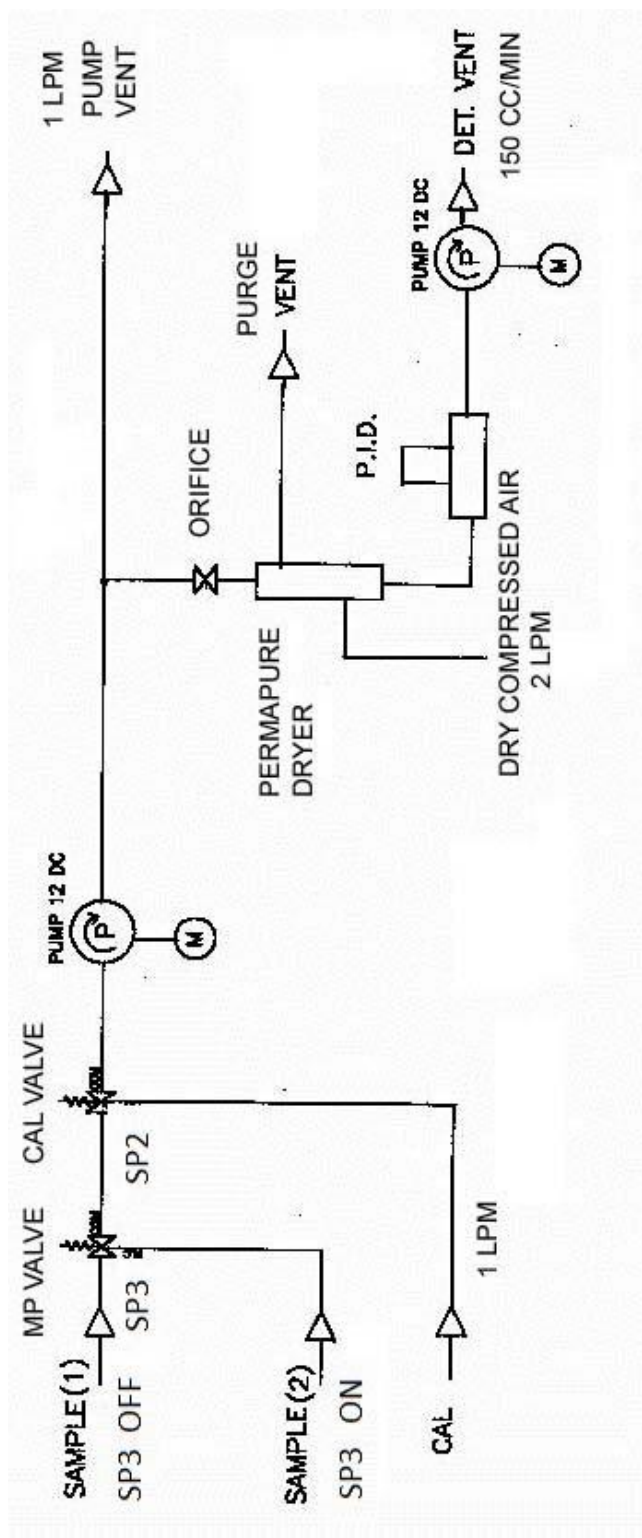 MP VALVE
CAL VALVE
COM
COM
SAMPLE(1)
SP3 OFF
SP3
SP2
PUMP 12 DC
P
M
1 LPM
PUMP
VENT
SAMPLE(2)
SP3 ON
CAL
1 LPM
ORIFICE
PERMAPURE
DRYER
PURGE
VENT
P.I.D.
DRY COMPRESSED AIR
2 LPM
PUMP 12 DC
P
M
DET. VENT
150 CC/MIN